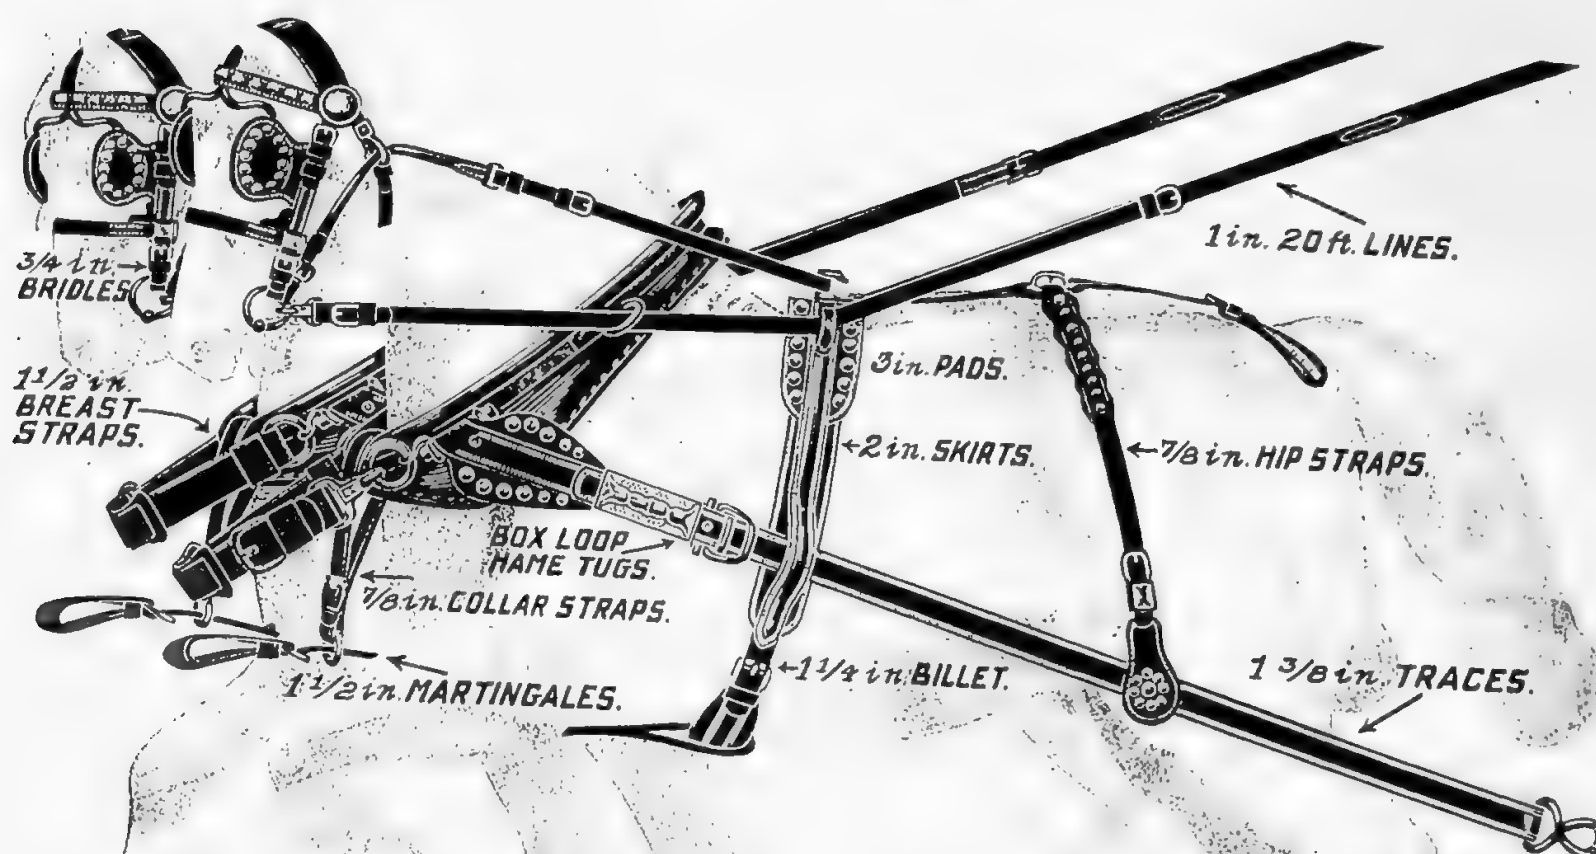 1 in. 20 ft. LINES.
3/4 in.
BRIDLES
3 in. PADS.
1 1/2 in.
BREAST
STRAPS.
2 in. SKIRTS.
7/8 in. HIP STRAPS.
BOX LOOP
HAME TUGS.
7/8 in. COLLAR STRAPS.
1 1/2 in. MARTINGALES.
1 1/4 in. BILLET.
1 3/8 in. TRACES.
X